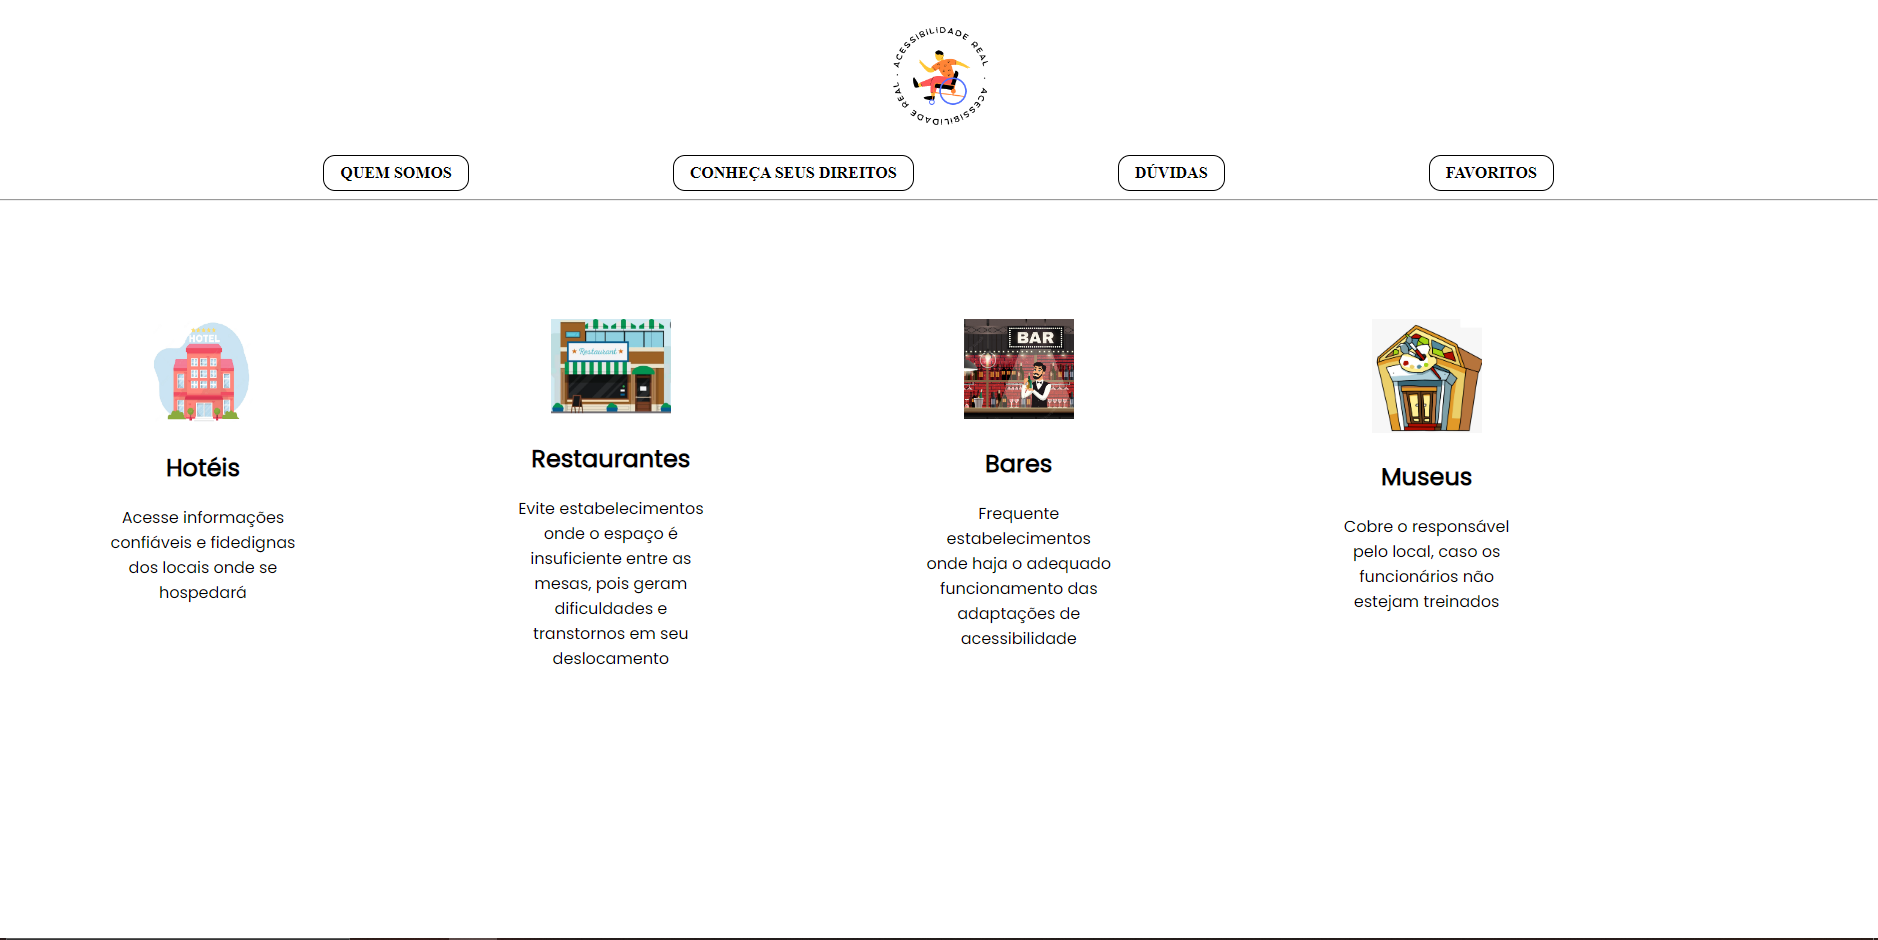 ACESSIBILIDADE REAL · ACESSIBILIDADE REAL ·
QUEM SOMOS
CONHEÇA SEUS DIREITOS
DÚVIDAS
FAVORITOS
HOTEL
Hotéis
Acesse informações
confiáveis e fidedignas
dos locais onde se
hospedará
Restaurant
Restaurantes
Evite estabelecimentos
onde o espaço é
insuficiente entre as
mesas, pois geram
dificuldades e
transtornos em seu
deslocamento
BAR
Bares
Frequente
estabelecimentos
onde haja o adequado
funcionamento das
adaptações de
acessibilidade
Museus
Cobre o responsável
pelo local, caso os
funcionários não
estejam treinados